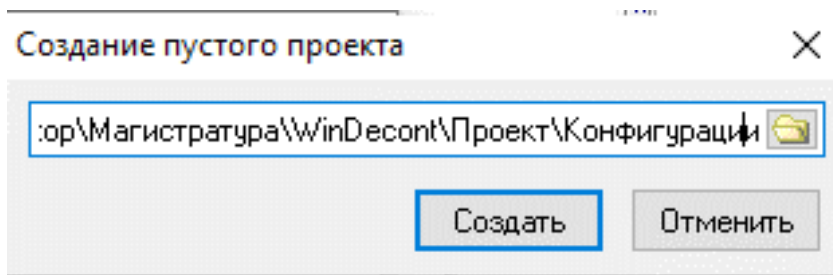 Создание пустого проекта
:op\Магистратура\WinDecont\Проект\Конфигурации
Создать
Отменить